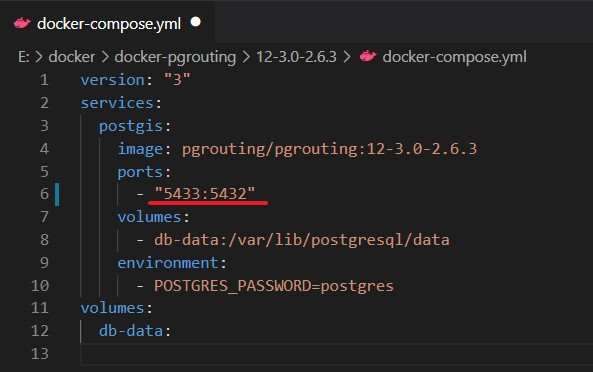 docker-compose.yml
E: > docker > docker-pgrouting > 12-3.0-2.6.3 > docker-compose.yml
1 version: "3"
2 services:
3 postgis:
4 image: pgrouting/pgrouting:12-3.0-2.6.3
5 ports:
6 - "5433:5432"
7 volumes:
8 - db-data:/var/lib/postgresql/data
9 environment:
10 - POSTGRES_PASSWORD=postgres
11 volumes:
12 db-data:
13